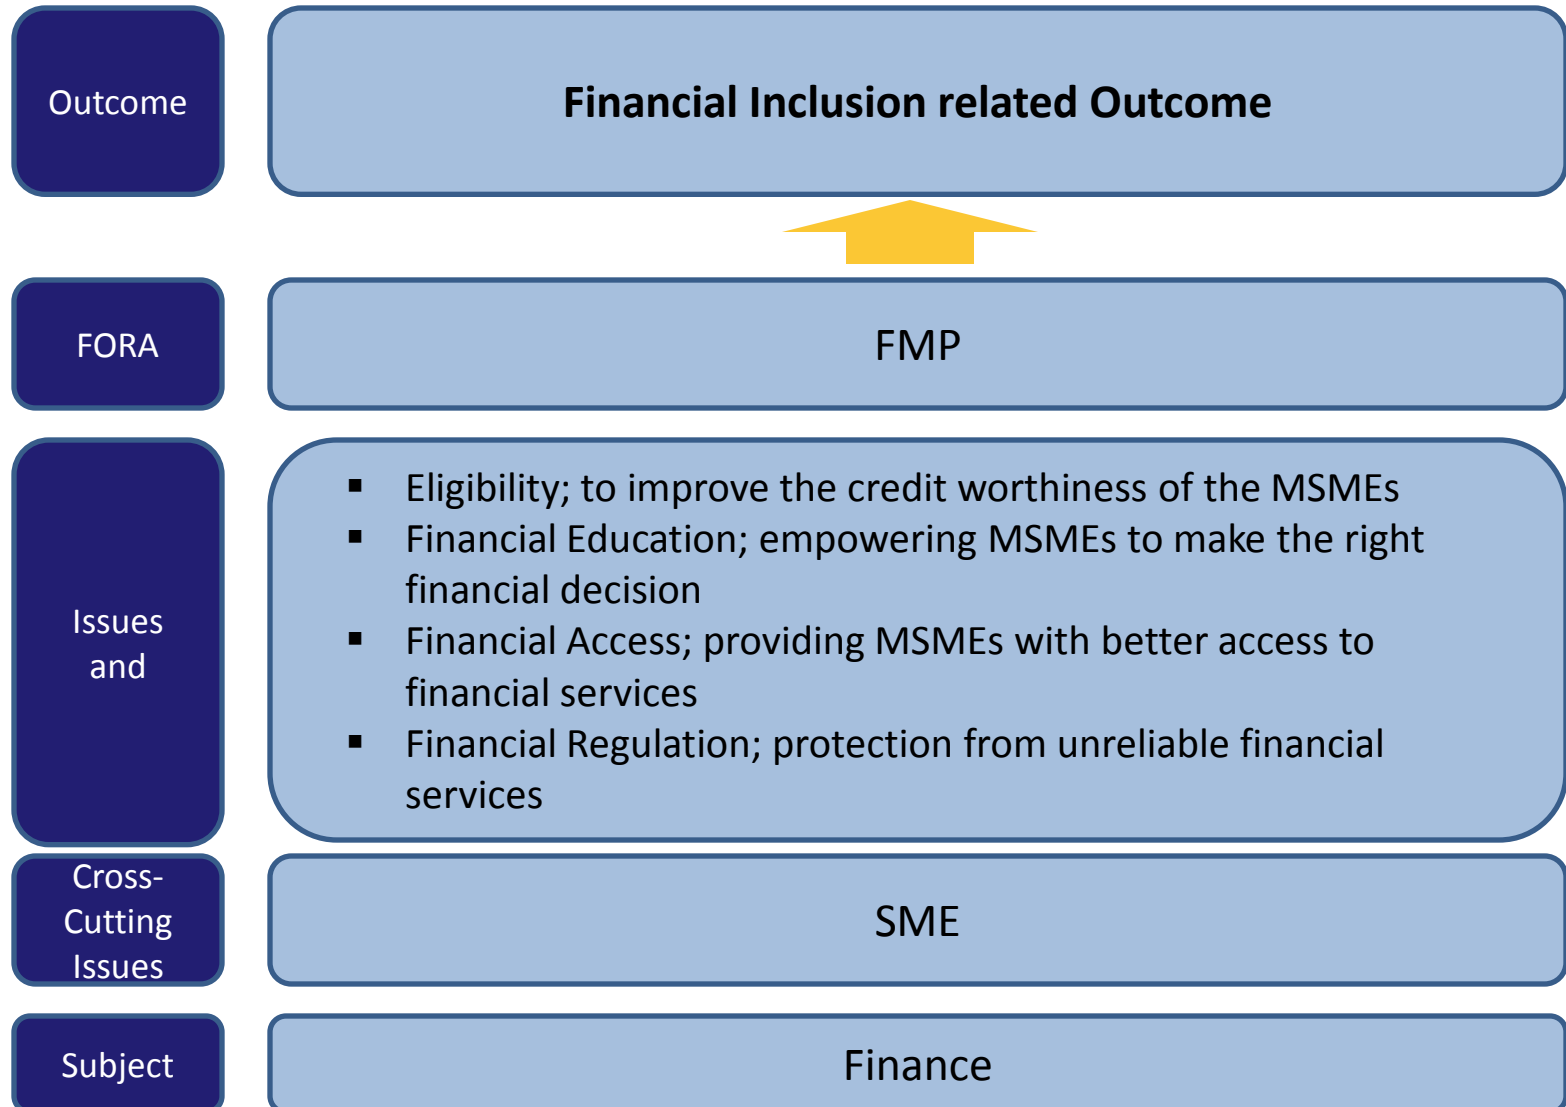 Outcome
Financial Inclusion related Outcome
FORA
FMP
Issues
and
▪ Eligibility; to improve the credit worthiness of the MSMEs
▪ Financial Education; empowering MSMEs to make the right
financial decision
▪ Financial Access; providing MSMEs with better access to
financial services
▪ Financial Regulation; protection from unreliable financial
services
Cross-
Cutting
Issues
SME
Subject
Finance